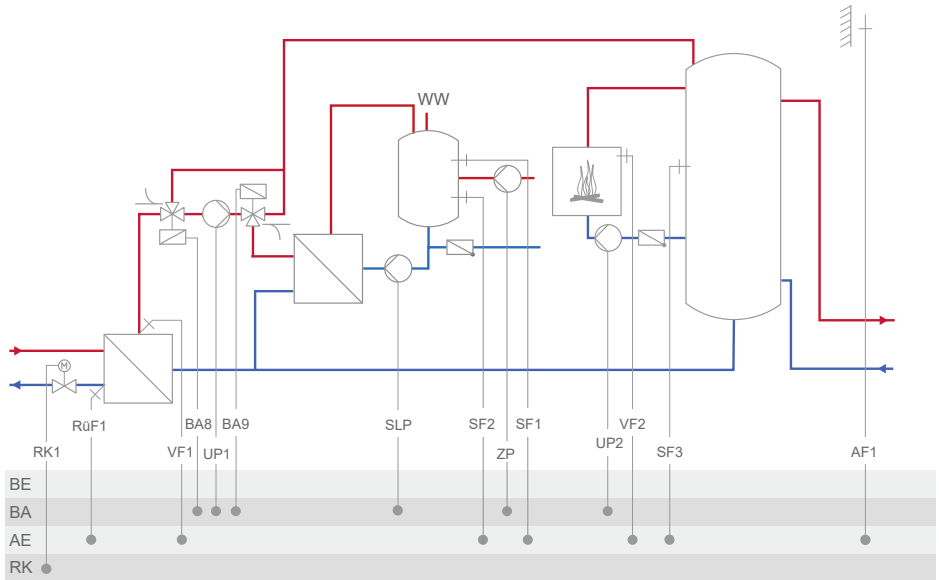 WW
M
RüF1
BA8
BA9
SLP
SF2
SF1
VF2
RK1
VF1
UP1
ZP
UP2
SF3
AF1
BE
BA
AE
RK